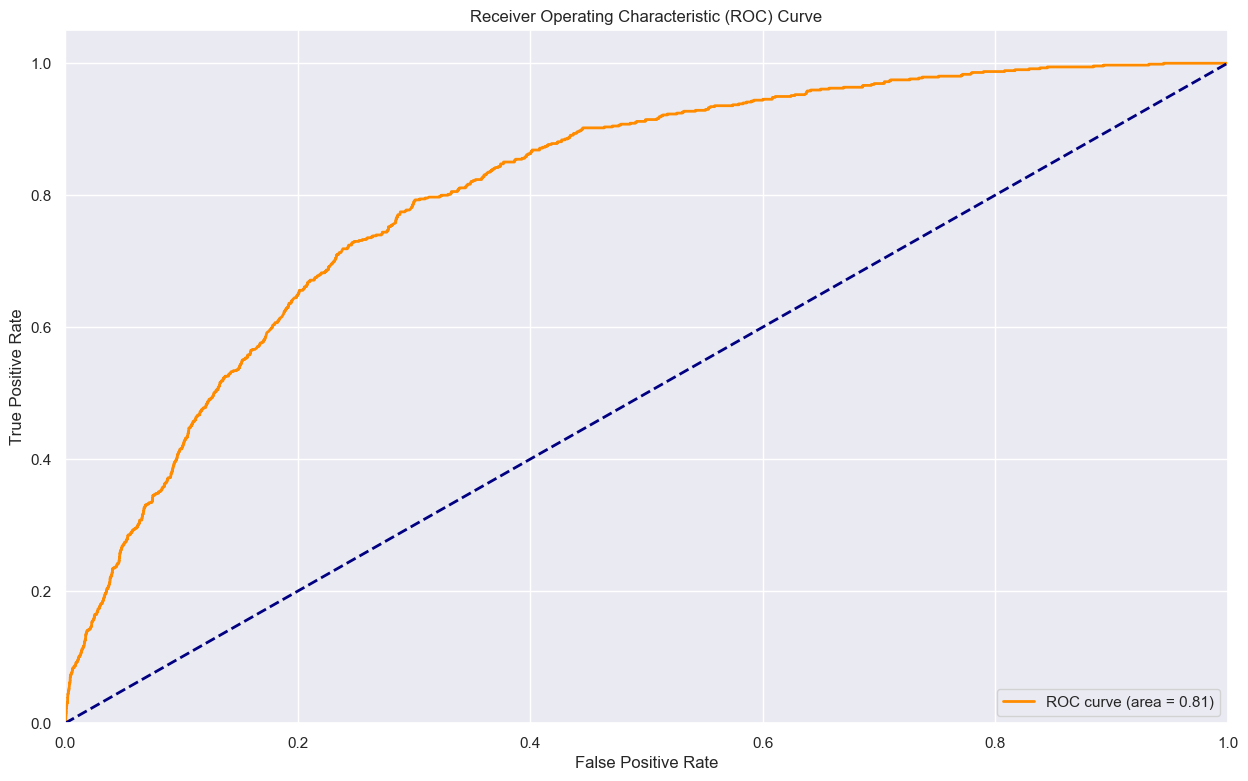 Receiver Operating Characteristic (ROC) Curve
True Positive Rate
1.0
0.8
0.6
0.4
0.2
0.0
ROC curve (area = 0.81)
0.0 0.2 0.4 0.6 0.8 1.0
False Positive Rate